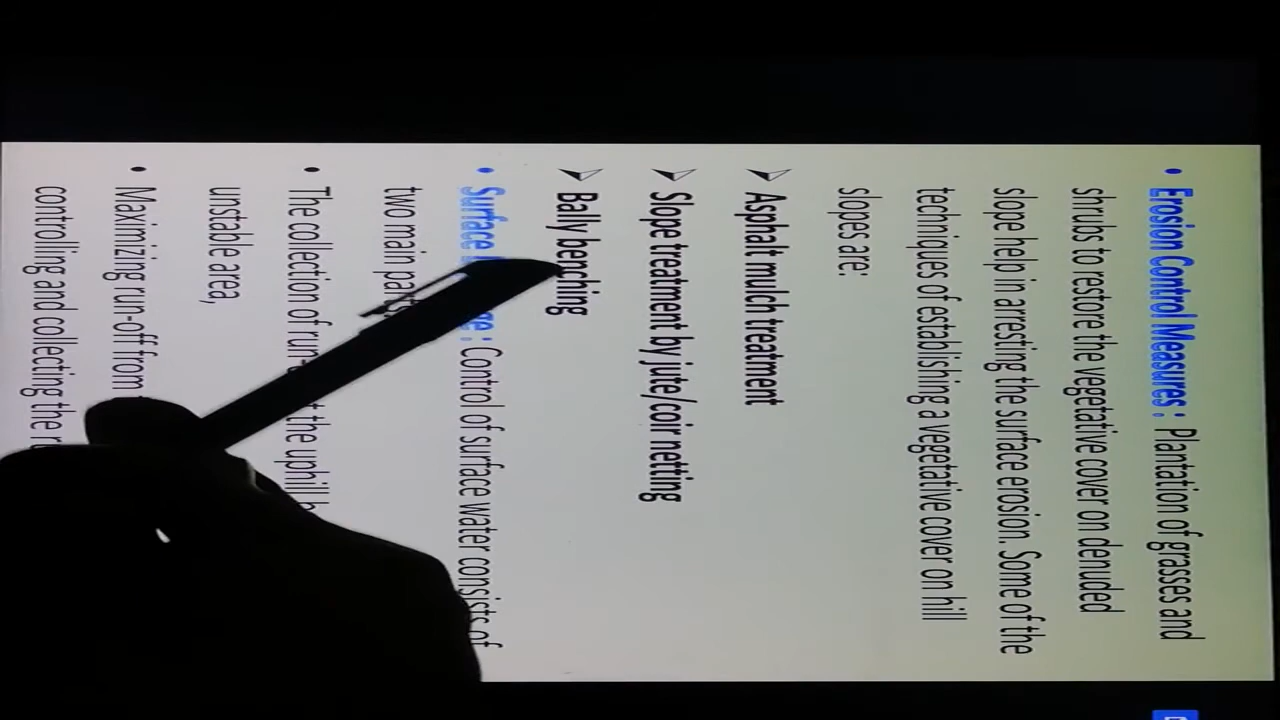 • Erosion Control Measures : Plantation of grasses and
shrubs to restore the vegetative cover on denuded
slope help in arresting the surface erosion. Some of the
techniques of establishing a vegetative cover on hill
slopes are:
➢ Asphalt mulch treatment
➢ Slope treatment by jute/coir netting
➢ Bally benching
• Surface : Control of surface water consists of
two main
• The collection of the uphill
unstable area,
• Maximizing run-off from
controlling and collecting the